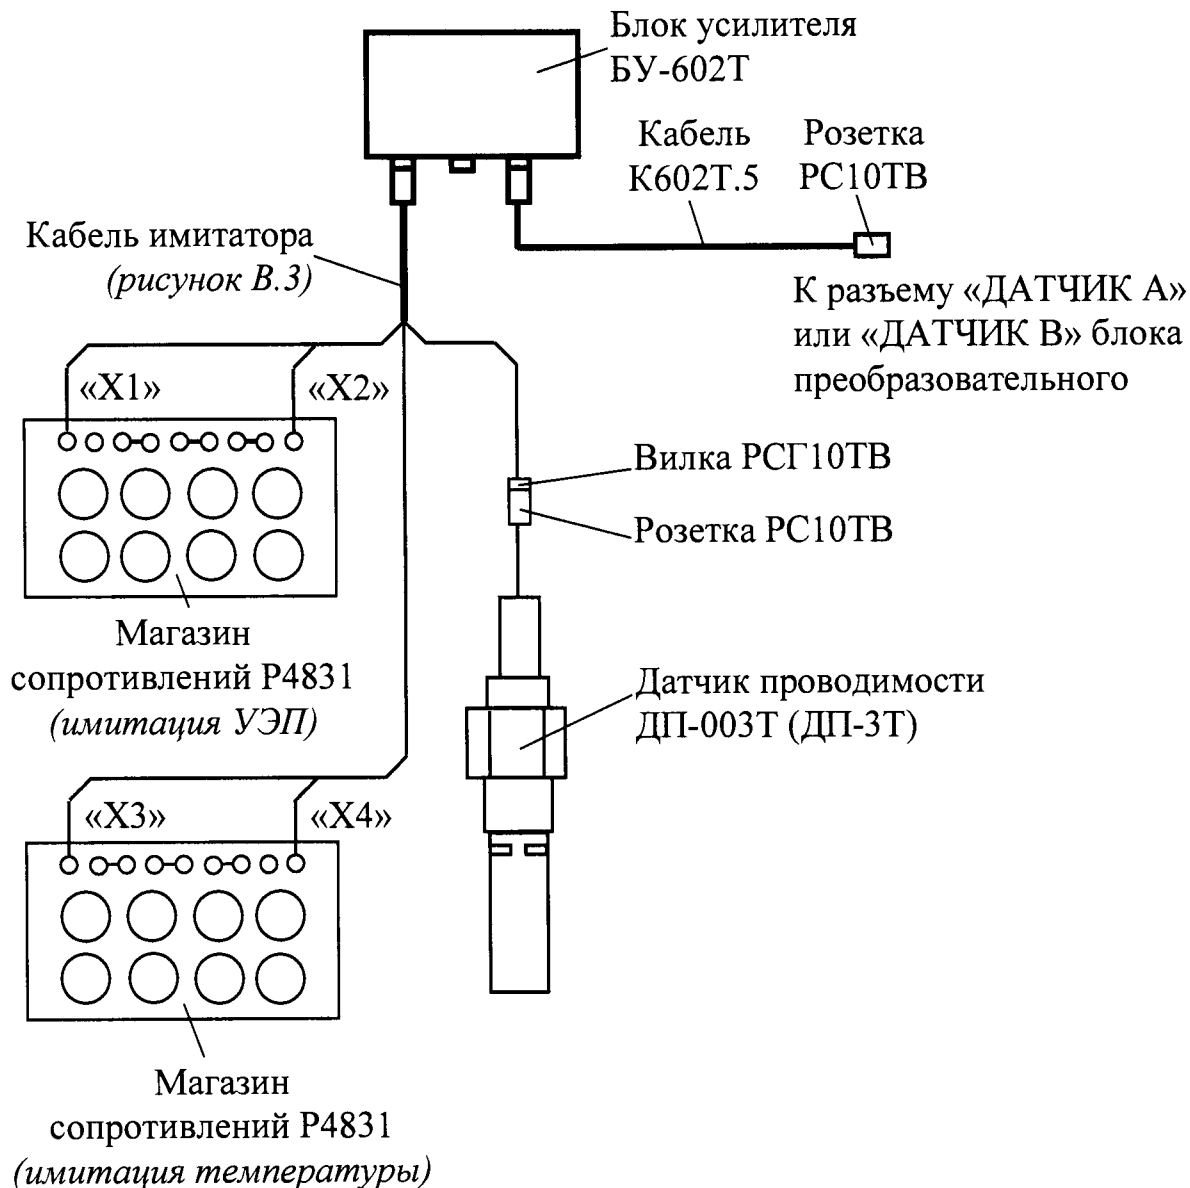 Блок усилителя
БУ-602Т
Кабель
К602Т.5
Розетка
РС10ТВ
Кабель имитатора
(рисунок В.3)
К разъему «ДАТЧИК А»
или «ДАТЧИК В» блока
преобразовательного
«Х1»
«Х2»
Вилка РСГ10ТВ
Розетка РС10ТВ
Магазин
сопротивлений Р4831
(имитация УЭП)
Датчик проводимости
ДП-003Т (ДП-3Т)
«Х3»
«Х4»
Магазин
сопротивлений Р4831
(имитация температуры)